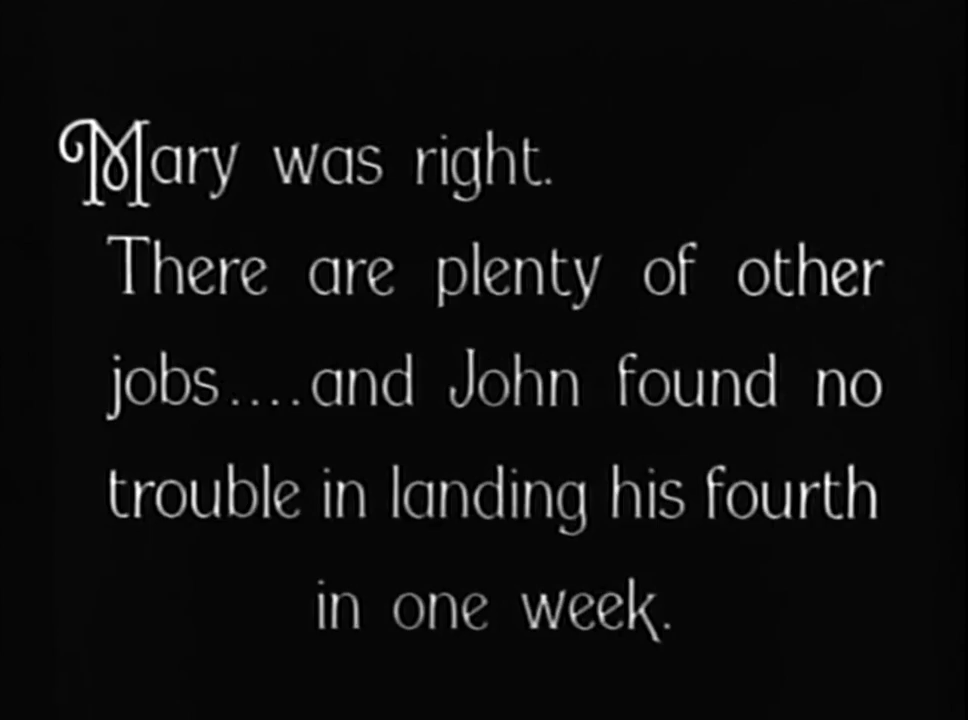 Mary was right.
There are plenty of other
jobs....and John found no
trouble in landing his fourth
in one week.